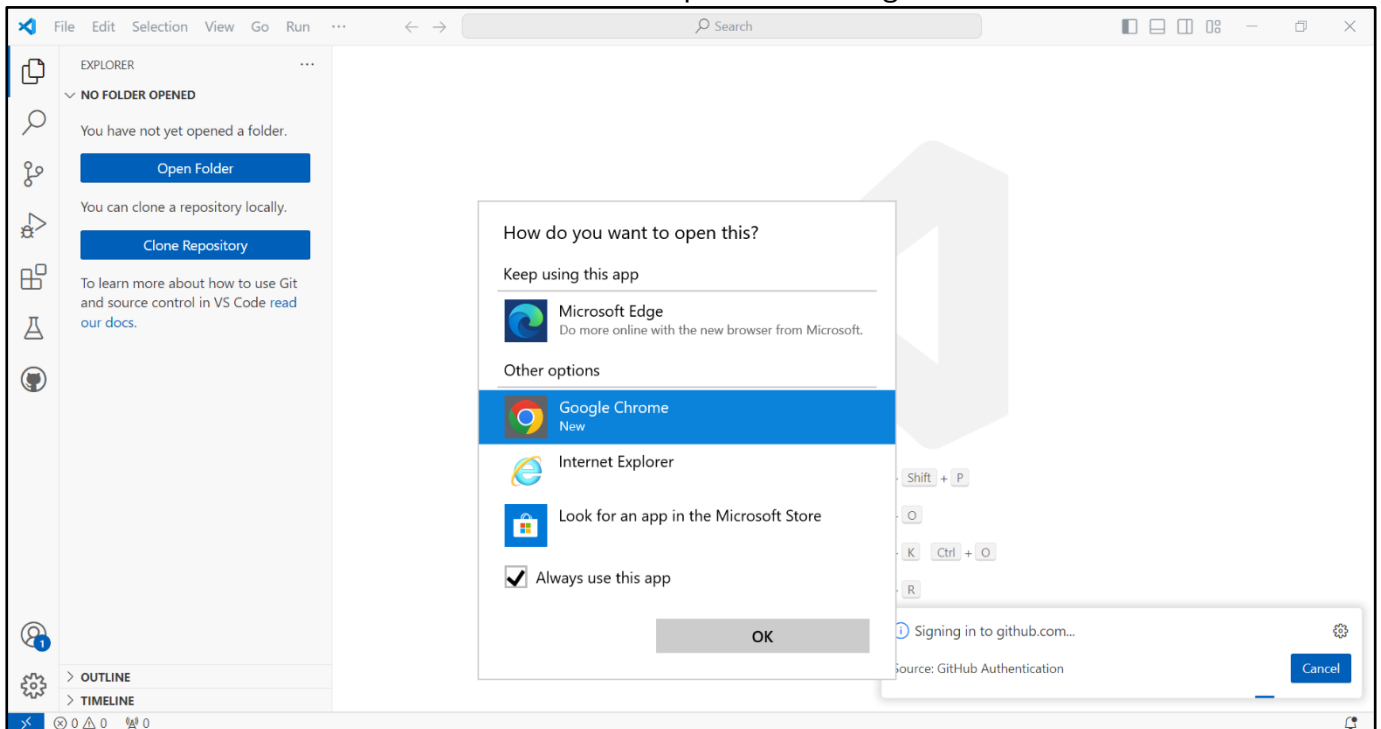 File Edit Selection View Go Run ... Search
EXPLORER ...
NO FOLDER OPENED
You have not yet opened a folder.
Open Folder
You can clone a repository locally.
Clone Repository
To learn more about how to use Git
and source control in VS Code read
our docs.
How do you want to open this?
Keep using this app
Microsoft Edge
Do more online with the new browser from Microsoft.
Other options
Google Chrome
New
Internet Explorer
Look for an app in the Microsoft Store
Always use this app
OK
Shift + P
O
K Ctrl + O
R
Signing in to github.com...
Source: GitHub Authentication
Cancel
1
OUTLINE
TIMELINE
0 0 0